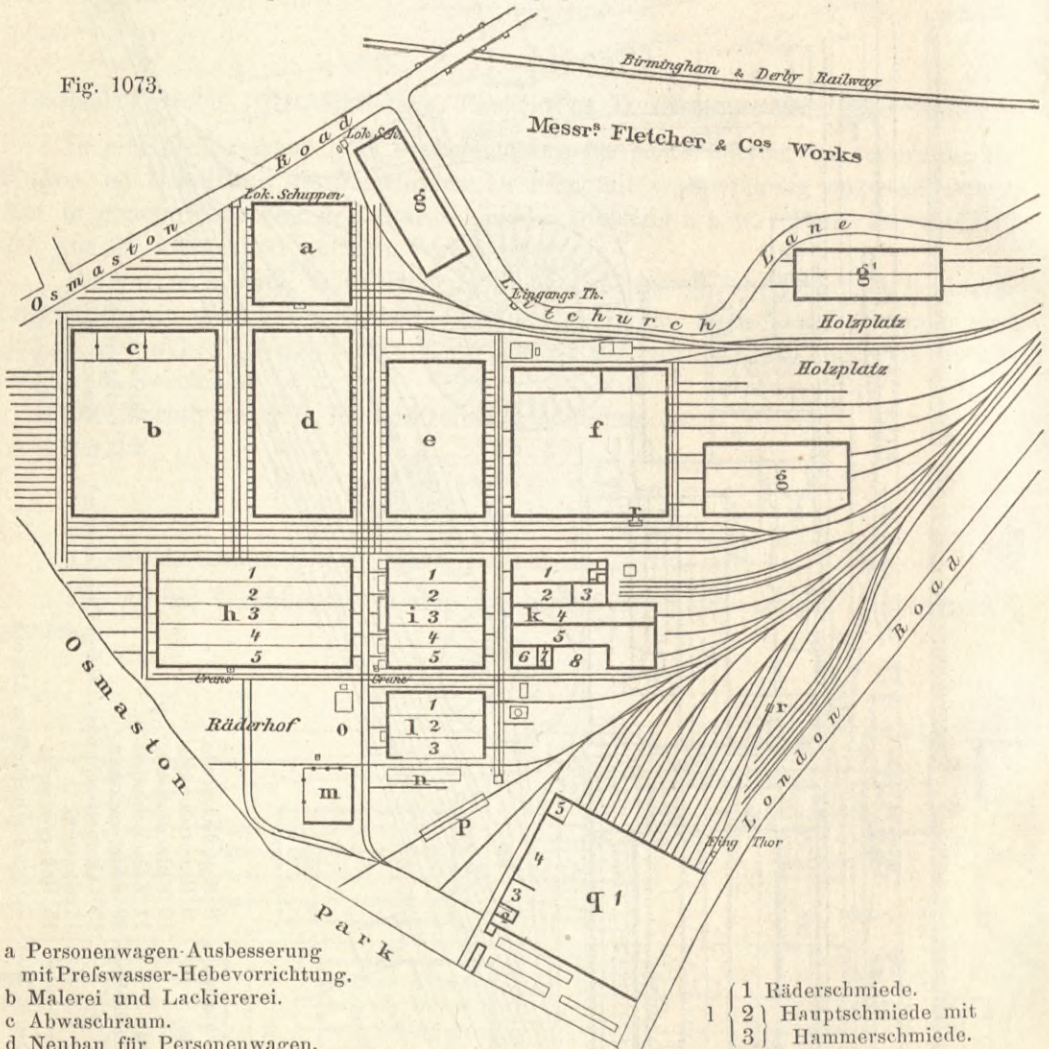 Fig. 1073.
Birmingham & Derby Railway
Messrs. Fletcher & Cos. Works
Osmaston Road
Lok Sch.
Lok. Schuppen
g
a
Lane
Eingangs Th.
Litchurch
g'
Holzplatz
Holzplatz
c
b
d
e
f
g
r
1
2
h 3
4
5
1
2
i 3
4
5
1
2 3
k 4
5
6 7 8
Crane
Crane
Räderhof
o
1
l 2
3
n
m
p
r
London Road
Eing Thor
5
4
3
2
q 1
Osmaston Park
a Personenwagen-Ausbesserung
mit Preſswasser-Hebevorrichtung.
b Malerei und Lackiererei.
c Abwaschraum.
d Neubau für Personenwagen.
l { 1 Räderschmiede.
2 } Hauptschmiede mit
3 } Hammerschmiede.